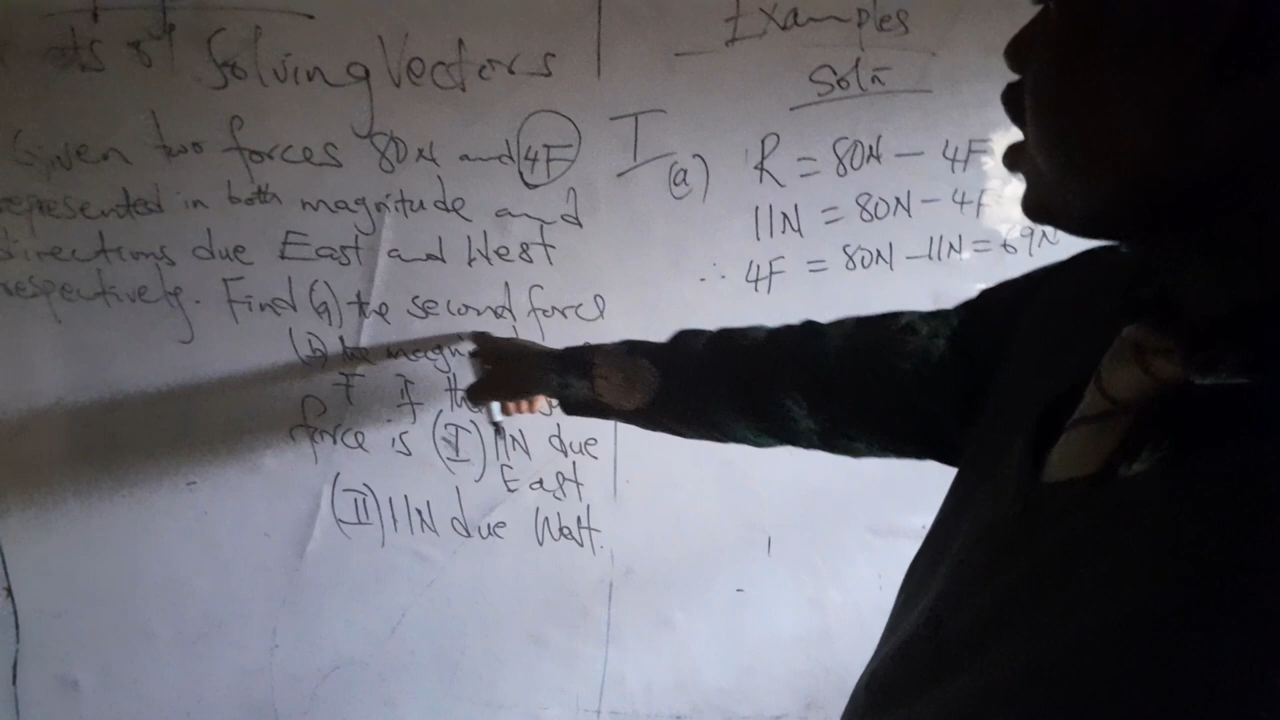 of Solving Vectors
Given two forces 80N and 4F
represented in both magnitude and
directions due East and West
respectively. Find (a) the second force
(b) the
F If
force is (I) 11N due
East
(II) 11N due West.
Examples
Soln
I (a) R = 80N - 4F
11N = 80N - 4F
∴ 4F = 80N - 11N = 69N